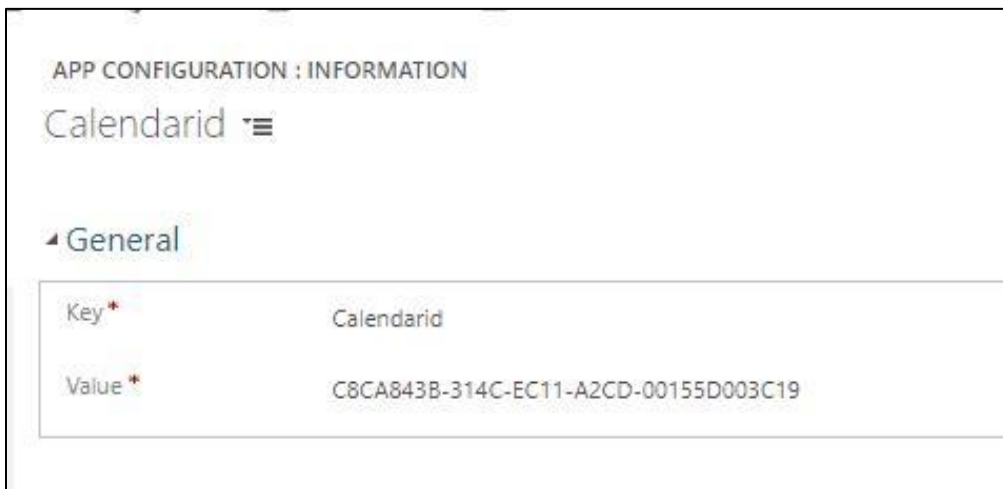 APP CONFIGURATION : INFORMATION
Calendarid
General
Key *
Calendarid
Value *
C8CA843B-314C-EC11-A2CD-00155D003C19